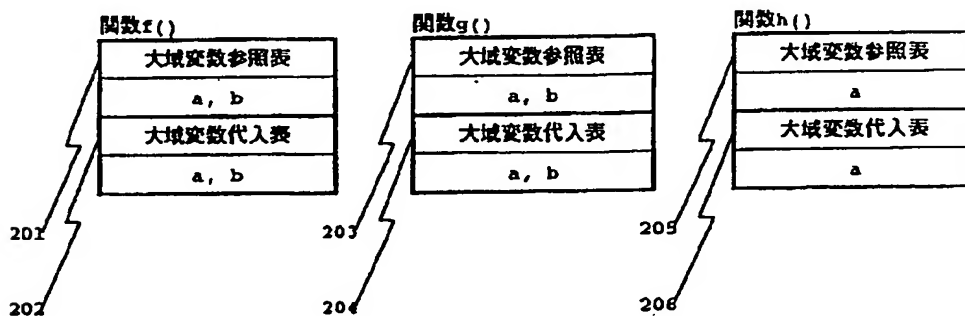 関数f()
大域変数参照表
a, b
大域変数代入表
a, b
201
202
関数g()
大域変数参照表
a, b
大域変数代入表
a, b
203
204
関数h()
大域変数参照表
a
大域変数代入表
a
205
206